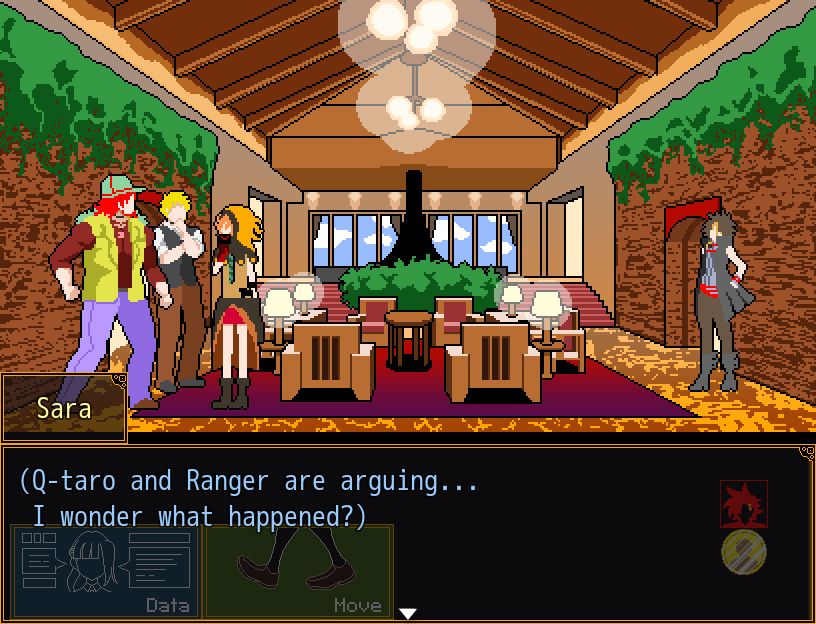 Sara
(Q-taro and Ranger are arguing...
I wonder what happened?)
Data
Move